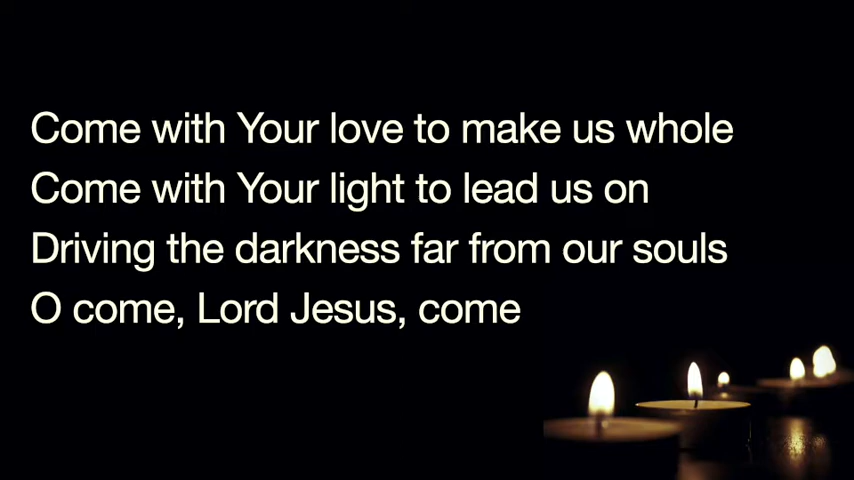 Come with Your love to make us whole
Come with Your light to lead us on
Driving the darkness far from our souls
O come, Lord Jesus, come